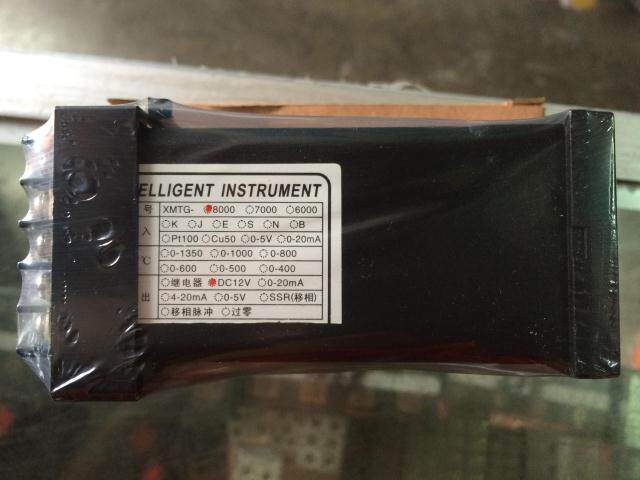 ELLIGENT INSTRUMENT
号 XMTG- 8000 7000 6000
入 K J E S N B
Pt100 Cu50 0-5V 0-20mA
℃ 0-1350 0-1000 0-800
0-600 0-500 0-400
继电器 DC12V 0-20mA
出 4-20mA 0-5V SSR(移相)
移相脉冲 过零